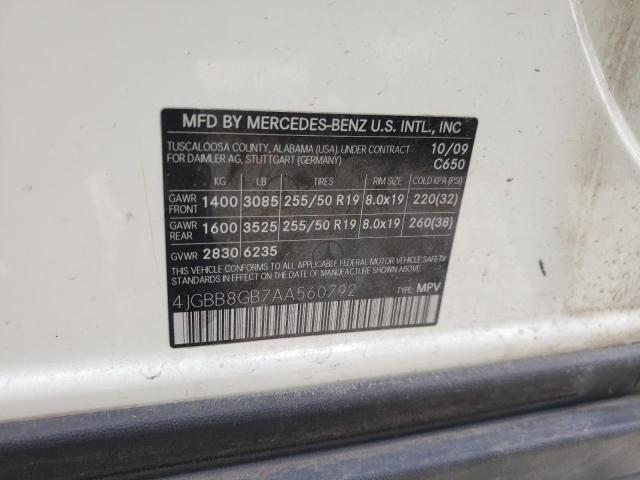 MFD BY MERCEDES-BENZ U.S. INTL., INC
TUSCALOOSA COUNTY, ALABAMA (USA). UNDER CONTRACT 10/09
FOR DAIMLER AG, STUTTGART (GERMANY) C650
KG LB TIRES RIM SIZE COLD KPA (PSI)
GAWR FRONT 1400 3085 255/50 R19 8.0x19 220(32)
GAWR REAR 1600 3525 255/50 R19 8.0x19 260(38)
GVWR 2830 6235
THIS VEHICLE CONFORMS TO ALL APPLICABLE FEDERAL MOTOR VEHICLE SAFETY
STANDARDS IN EFFECT ON THE DATE OF MANUFACTURE SHOWN ABOVE.
4JGBB8GB7AA560792 TYPE: MPV